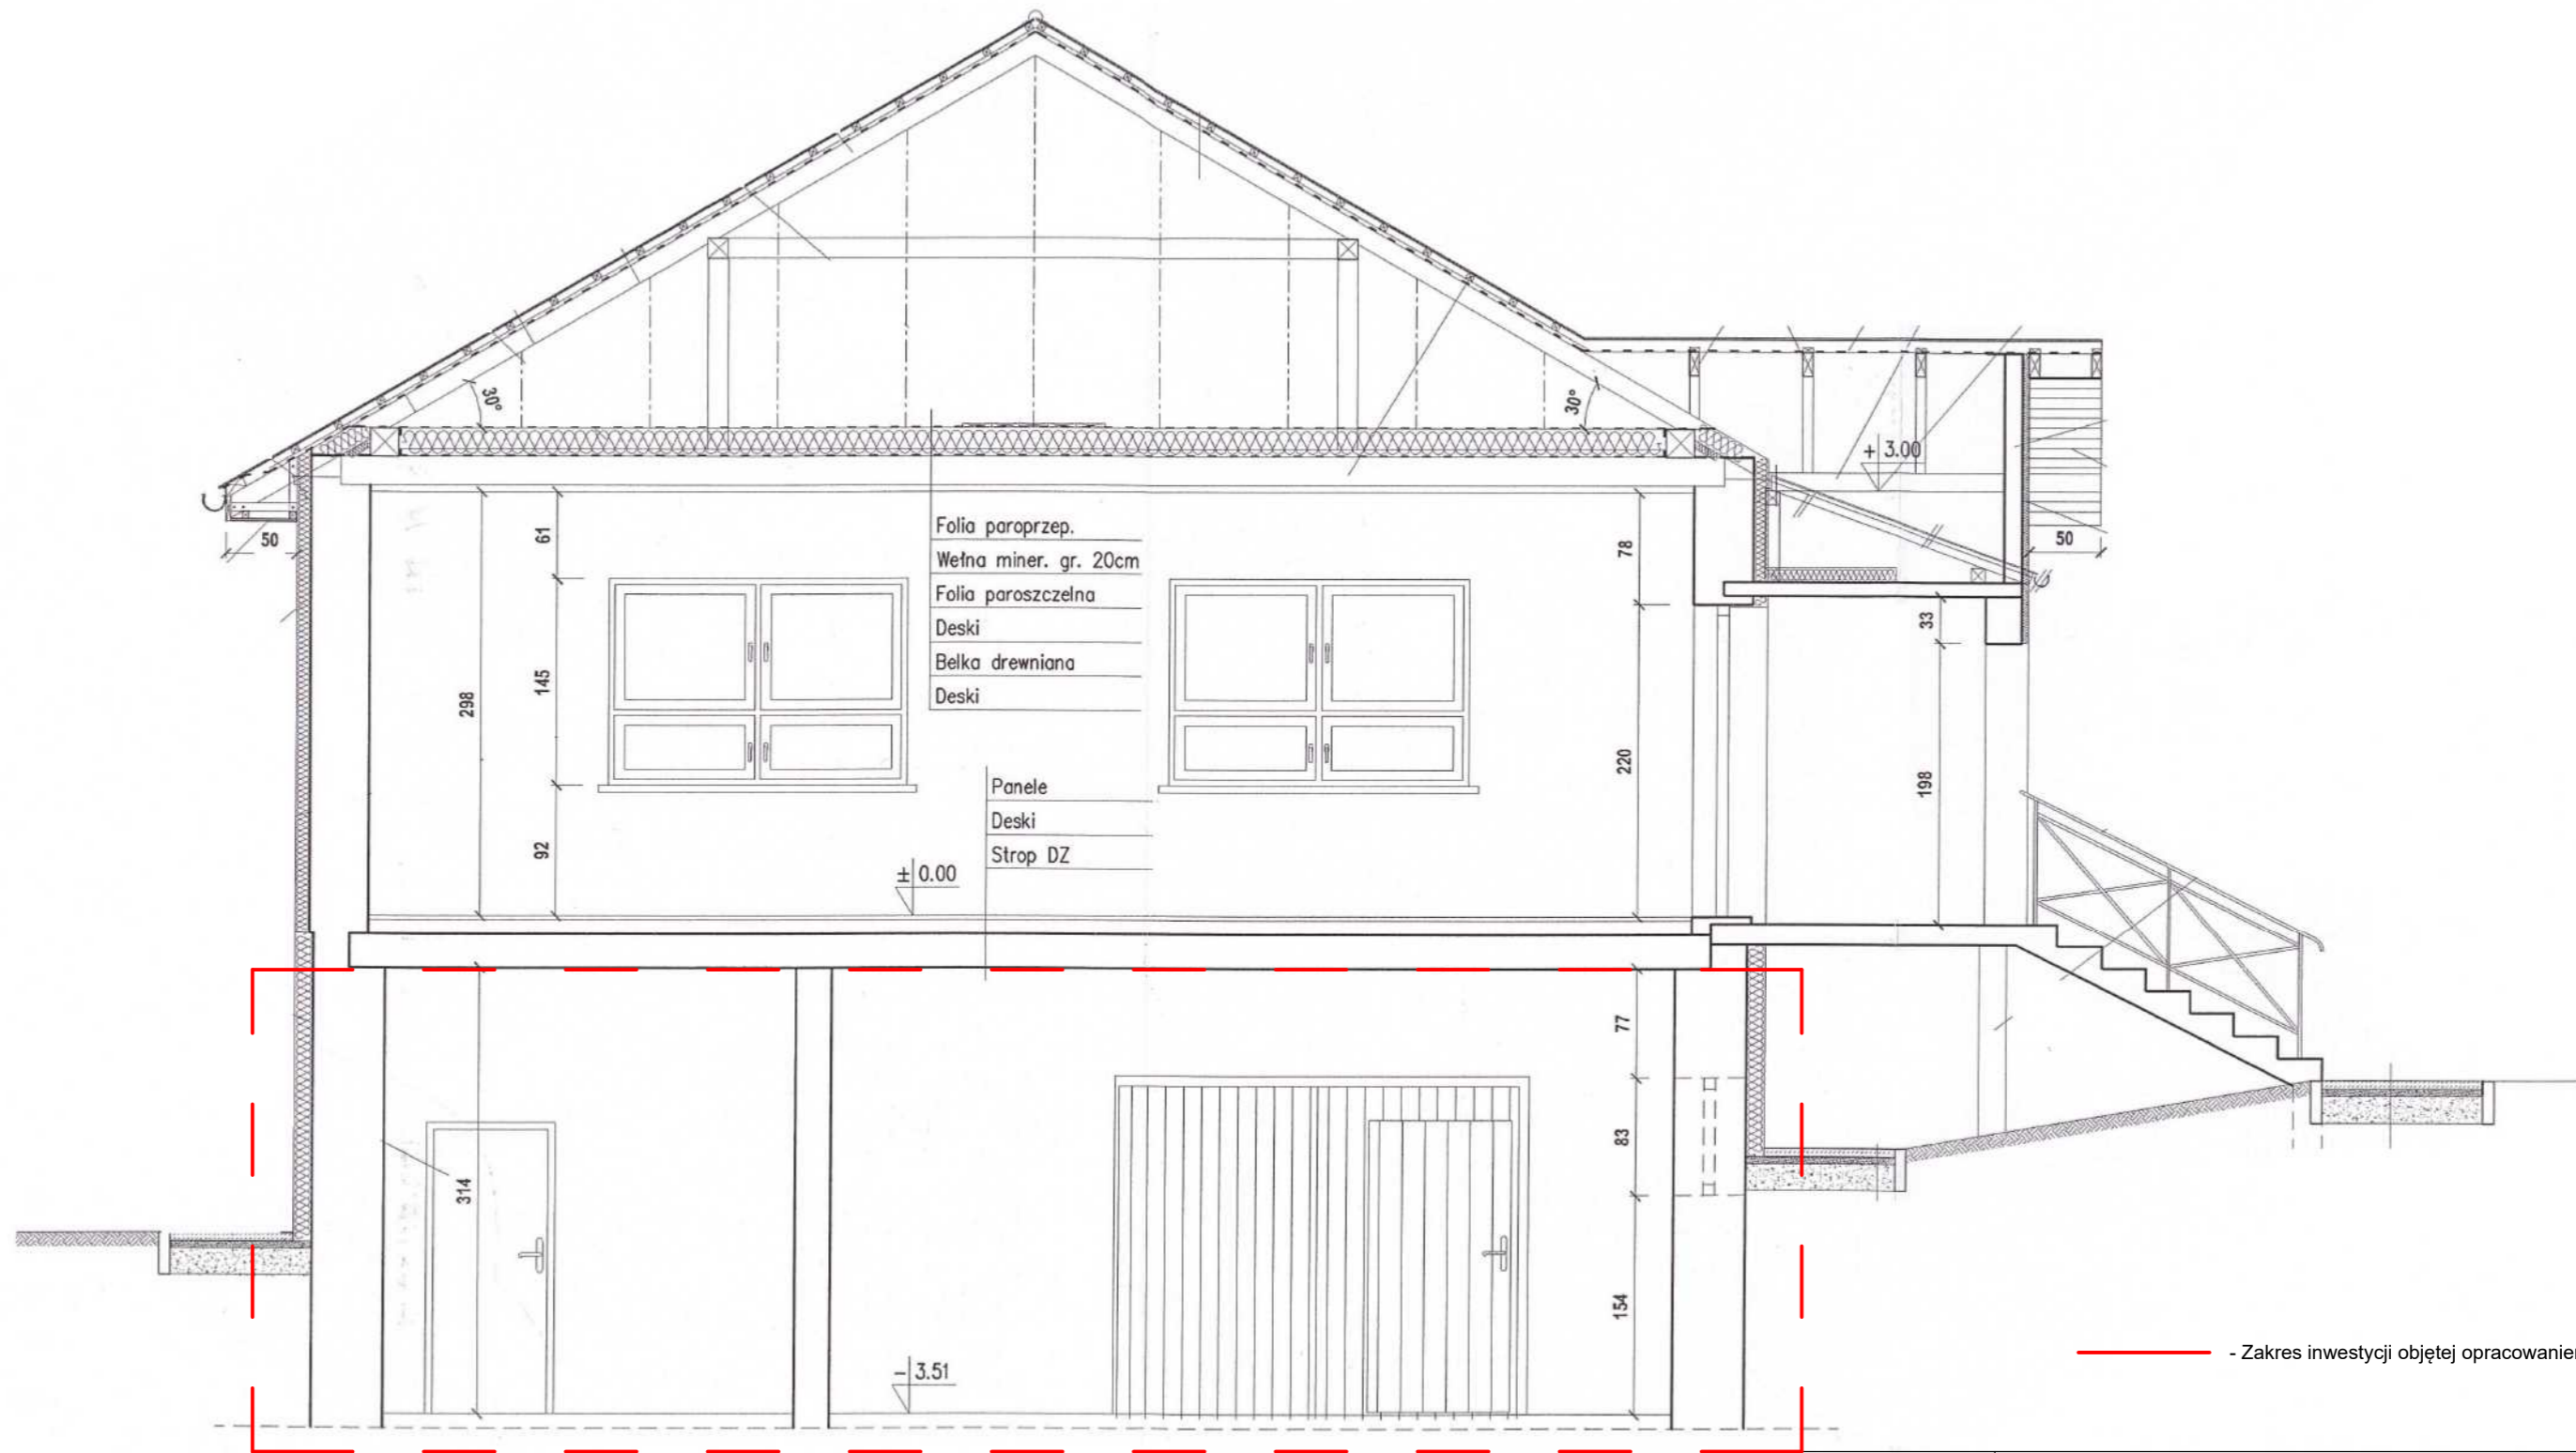 30°
30°
+ 3.00
50
50
61
78
Folia paroprzep.
Wełna miner. gr. 20cm
Folia paroszczelna
Deski
Belka drewniana
Deski
33
298
145
220
198
Panele
Deski
Strop DZ
92
± 0.00
77
83
314
154
- 3.51
- Zakres inwestycji objętej opracowanie